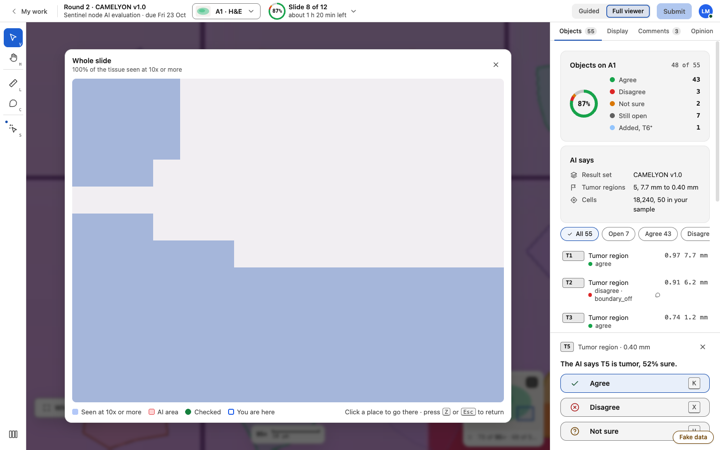 My work
Round 2 · CAMELYON v1.0
Sentinel node AI evaluation · due Fri 23 Oct
A1 · H&E
87%
Slide 8 of 12
about 1 h 20 min left
Guided
Full viewer
Submit
LM
Objects 55
Display
Comments 3
Opinion
V
H
L
C
S
Whole slide
100% of the tissue seen at 10x or more
Seen at 10x or more
AI area
Checked
You are here
Click a place to go there · press Z or Esc to return
Objects on A1
48 of 55
87%
Agree 43
Disagree 3
Not sure 2
Still open 7
Added, T6" 1
AI says
Result set CAMELYON v1.0
Tumor regions 5, 7.7 mm to 0.40 mm
Cells 18,240, 50 in your
sample
All 55
Open 7
Agree 43
Disagre
T1 Tumor region 0.97 7.7 mm
agree
T2 Tumor region 0.91 6.2 mm
disagree ·
boundary_off
T3 Tumor region 0.74 1.2 mm
agree
T5 Tumor region · 0.40 mm
The AI says T5 is tumor, 52% sure.
Agree K
Disagree X
Not sure
Fake data